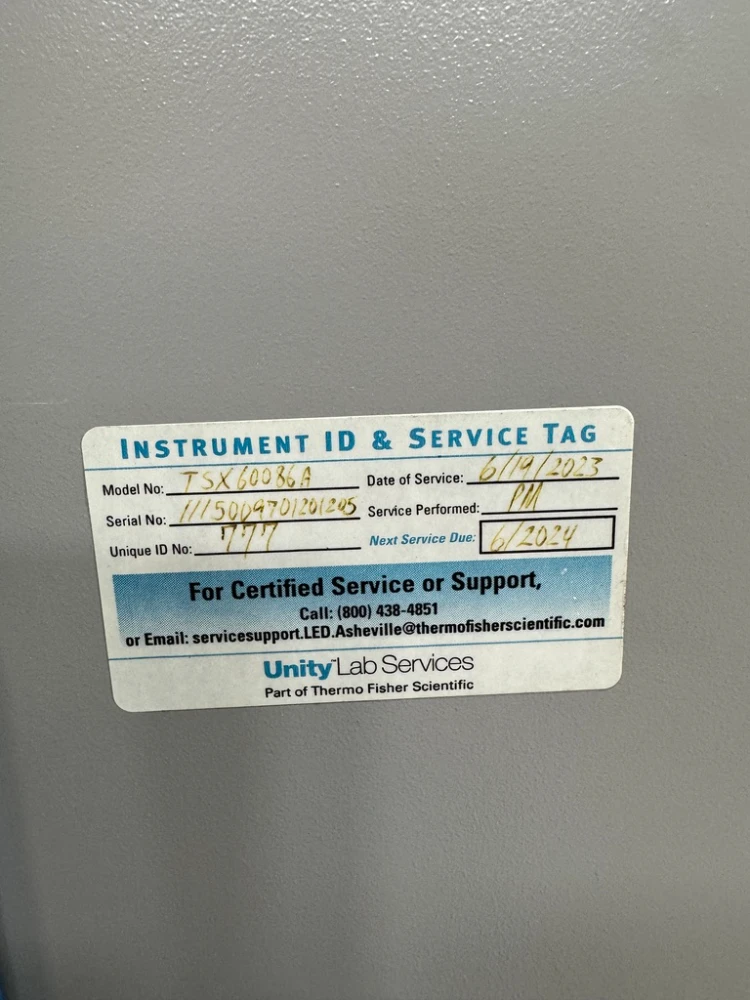 INSTRUMENT ID & SERVICE TAG
Model No: TSX60086A Date of Service: 6/19/2023
Serial No: 1115009701201205 Service Performed: PM
Unique ID No: 777 Next Service Due: 6/2024
For Certified Service or Support,
Call: (800) 438-4851
or Email: servicesupport.LED.Asheville@thermofisherscientific.com
Unity™Lab Services
Part of Thermo Fisher Scientific